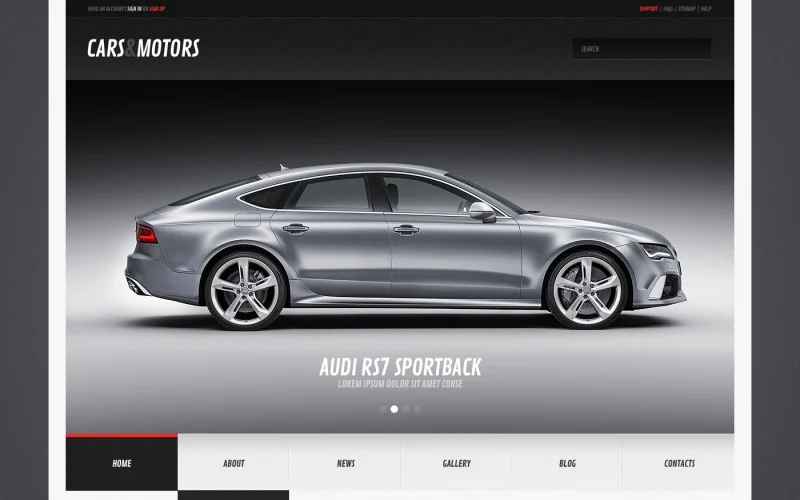 HAVE AN ACCOUNT? SIGN IN OR SIGN UP
SUPPORT | FAQS | SITEMAP | HELP
CARS&MOTORS
SEARCH
AUDI RS7 SPORTBACK
LOREM IPSUM DOLOR SIT AMET CONSE
HOME
ABOUT
NEWS
GALLERY
BLOG
CONTACTS